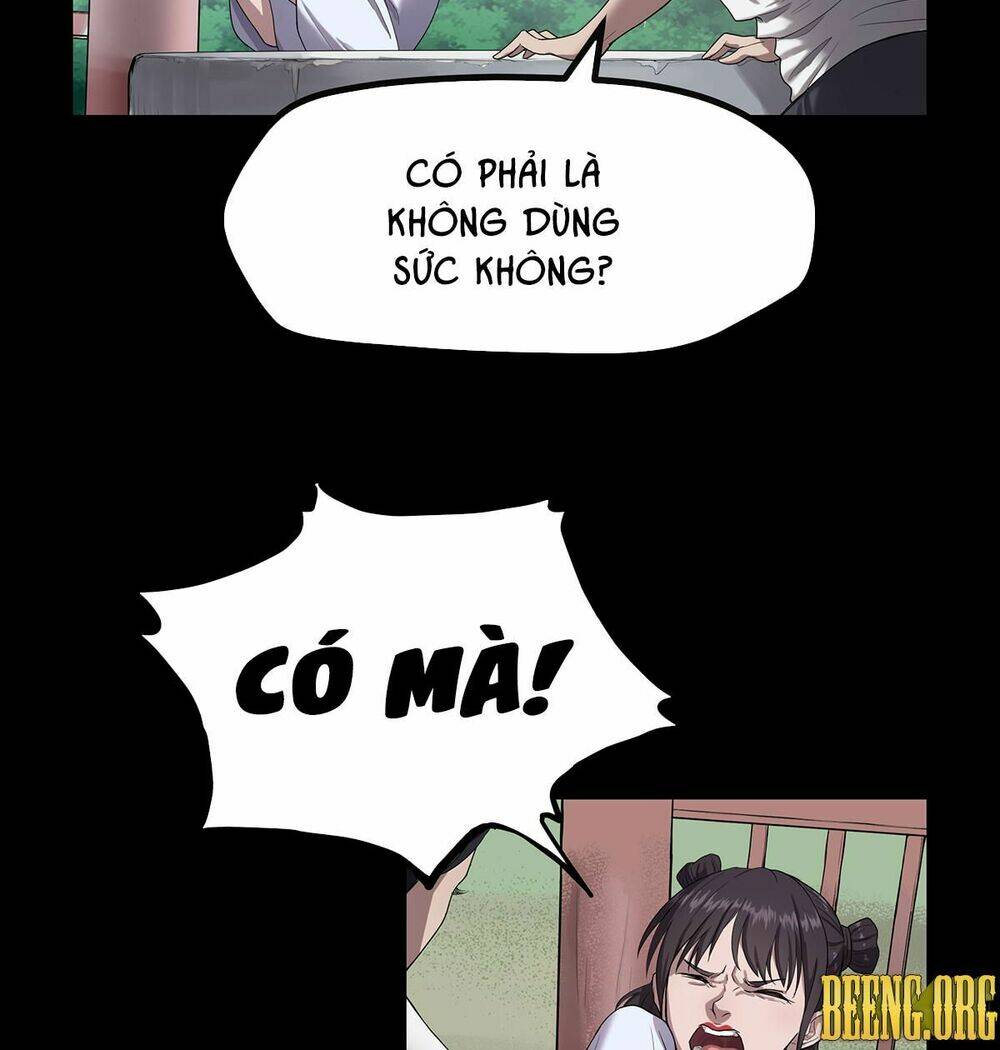 CÓ PHẢI LÀ
KHÔNG DÙNG
SỨC KHÔNG?
CÓ MÀ!
BEENG.ORG